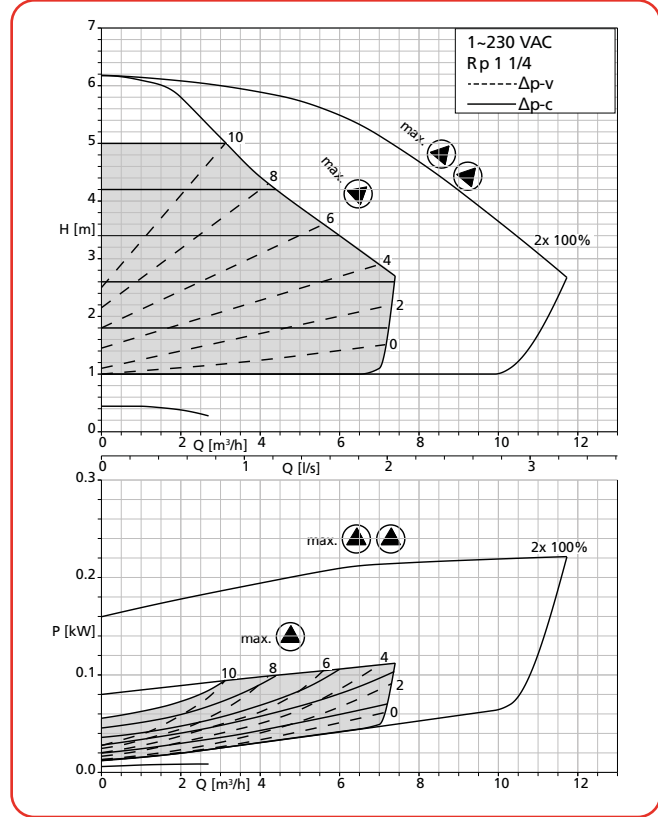 7
1~230 VAC
Rp 1 1/4
Δp-v
Δp-c
6
max.
10
5
max.
8
4
6
H [m]
2x 100%
3
4
2
2
0
1
0
0 2 4 6 8 10 12
Q [m³/h]
0 1 2 3
Q [l/s]
0.3
max.
2x 100%
0.2
P [kW]
max.
10 8 6 4
0.1
2
0
0.0
0 2 4 6 8 10 12
Q [m³/h]